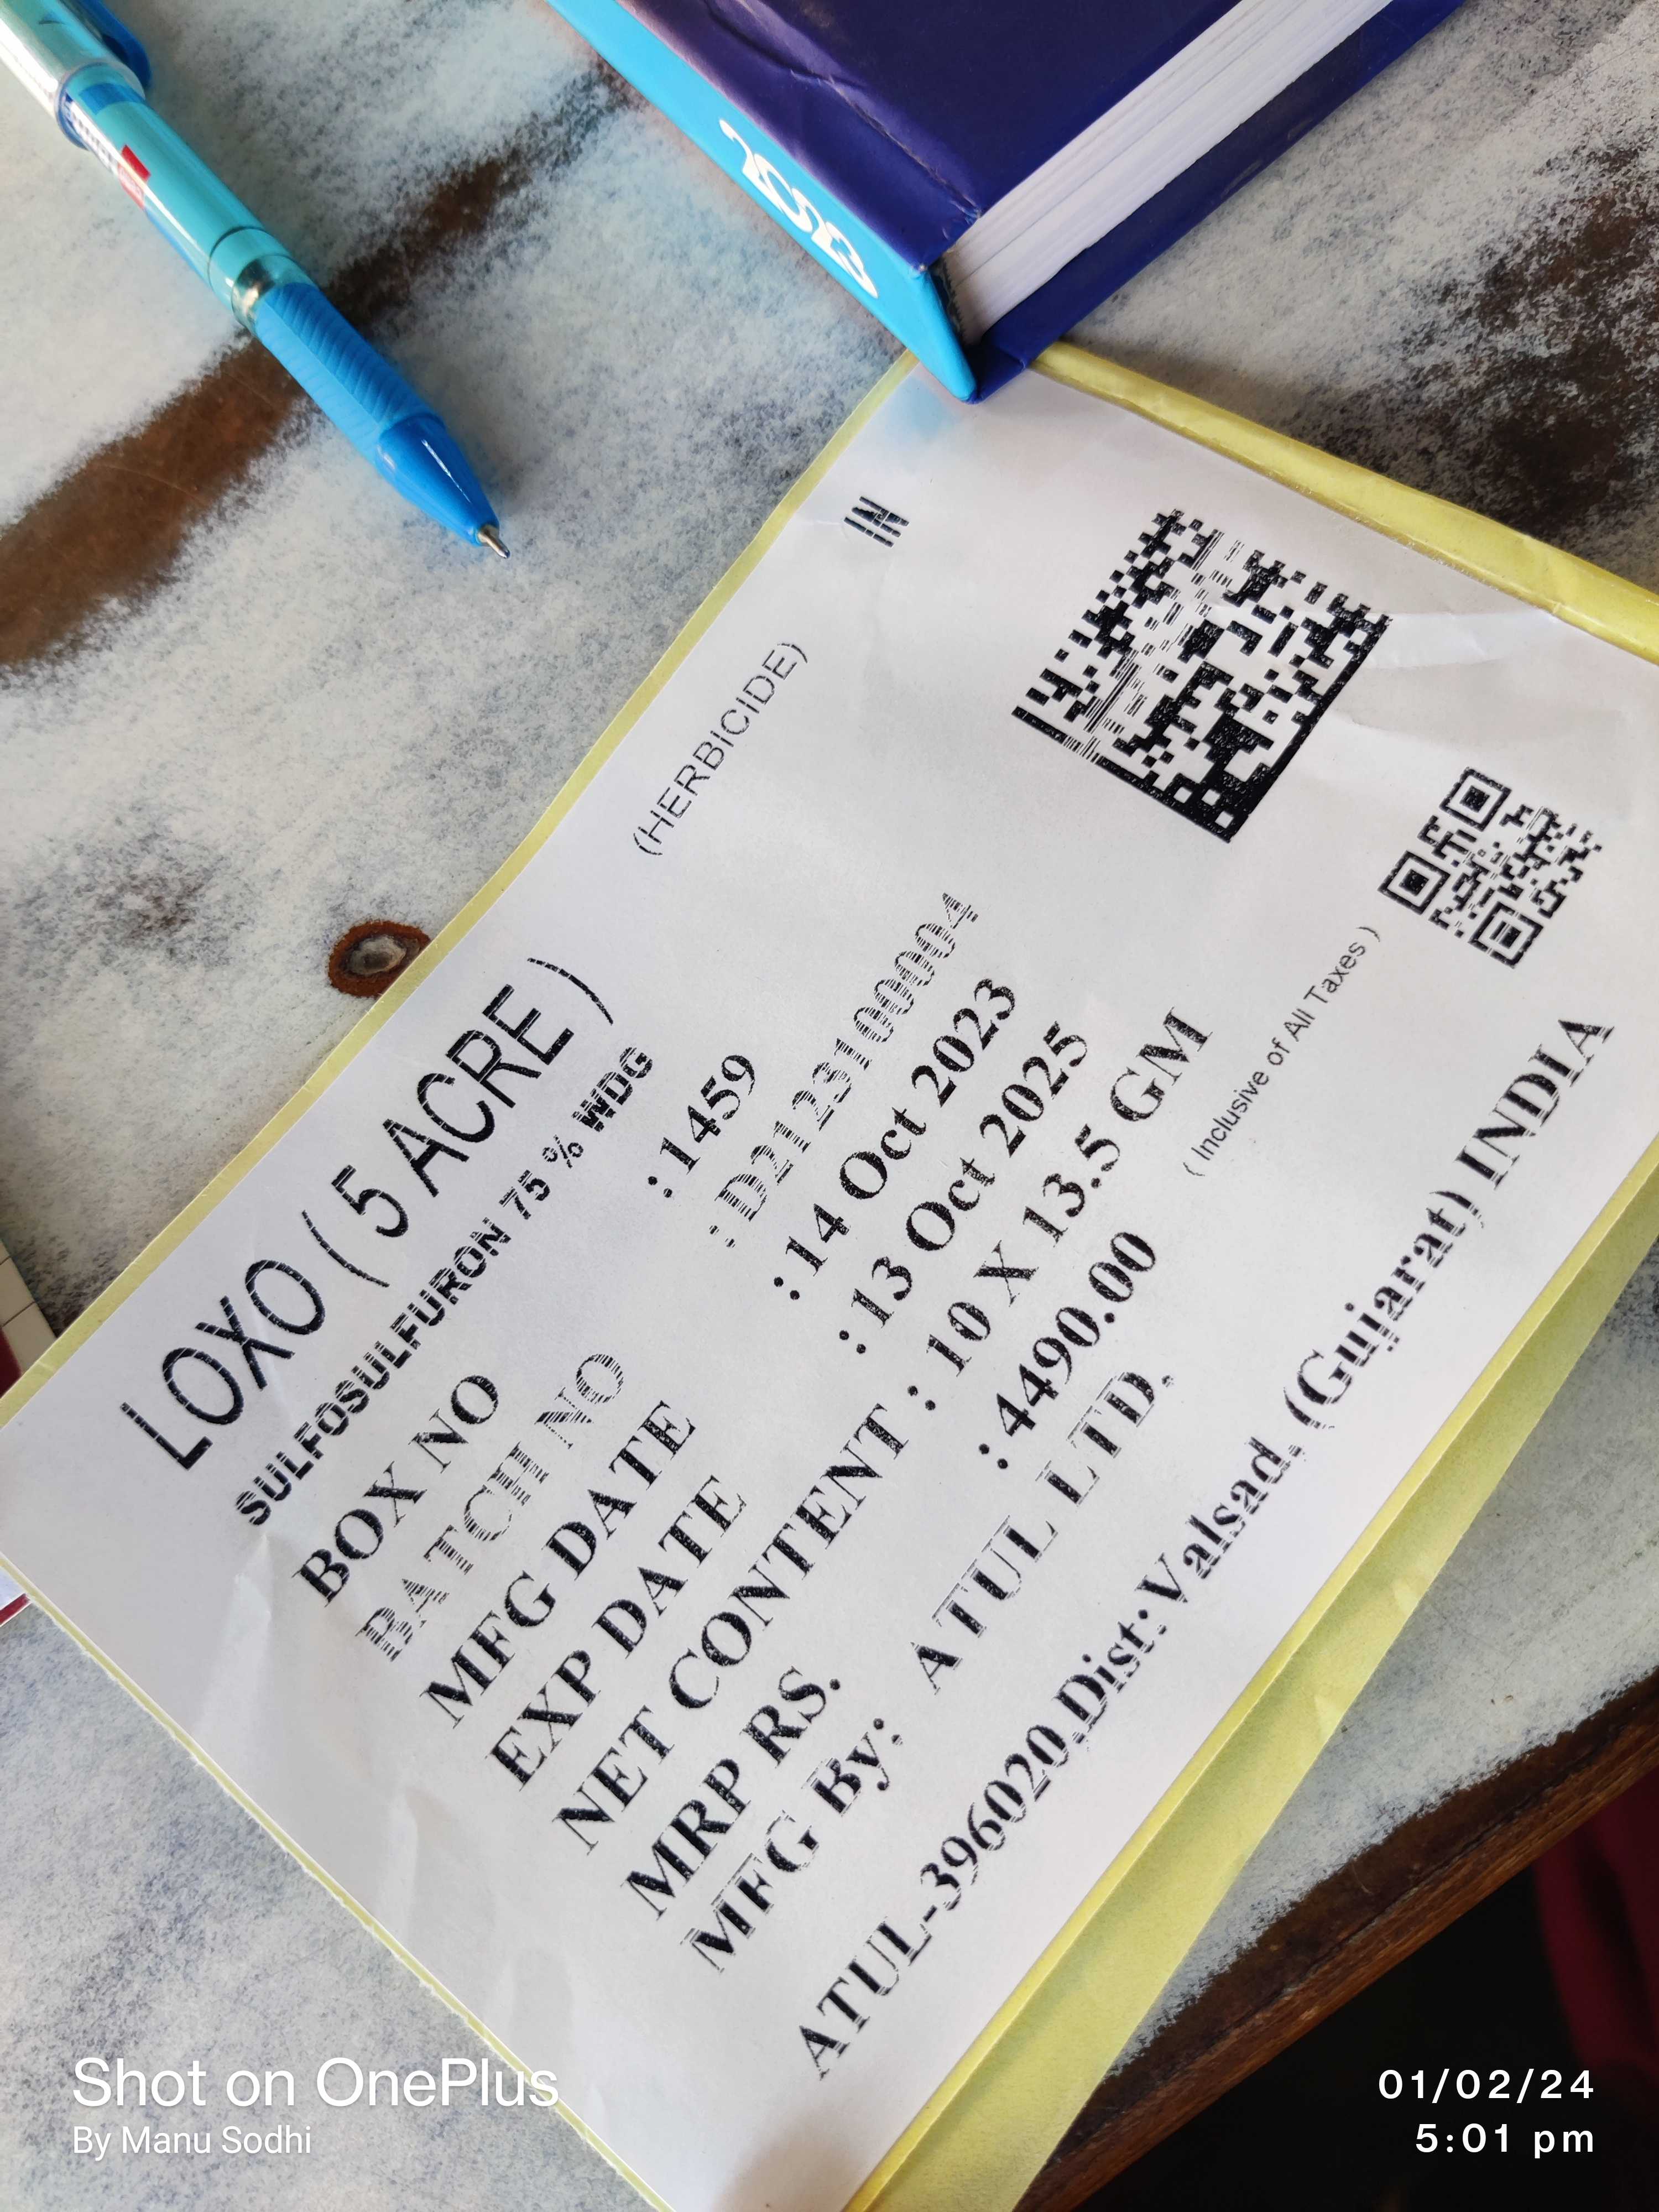 2023
IN
LOXO ( 5 ACRE )
(HERBICIDE)
SULFOSULFURON 75 % WDG
BOX NO : 1459
BATCH NO : D2123100004
MFG DATE : 14 Oct 2023
EXP DATE : 13 Oct 2025
NET CONTENT : 10 X 13.5 GM
MRP RS. : 4490.00 ( Inclusive of All Taxes )
MFG By: ATUL LTD.
ATUL-396020,Dist:Valsad, (Gujarat) INDIA
Shot on OnePlus
By Manu Sodhi
01/02/24
5:01 pm